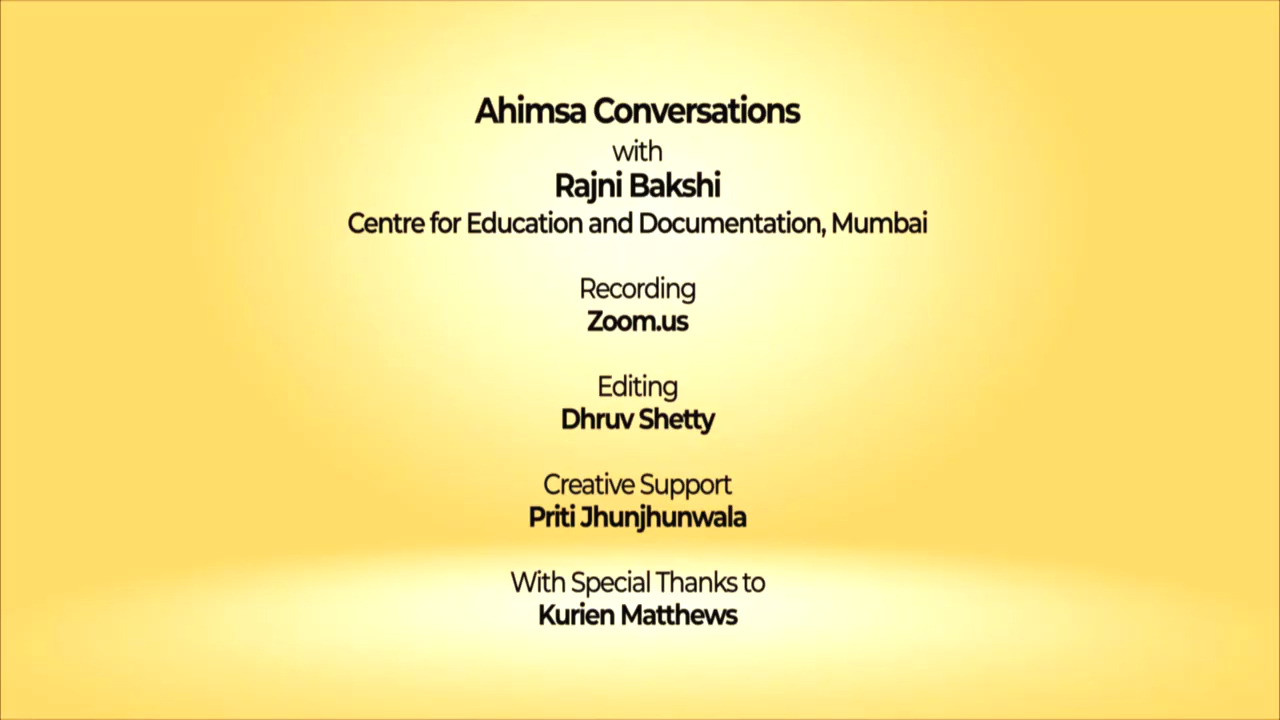 Ahimsa Conversations
with
Rajni Bakshi
Centre for Education and Documentation, Mumbai
Recording
Zoom.us
Editing
Dhruv Shetty
Creative Support
Priti Jhunjhunwala
With Special Thanks to
Kurien Matthews